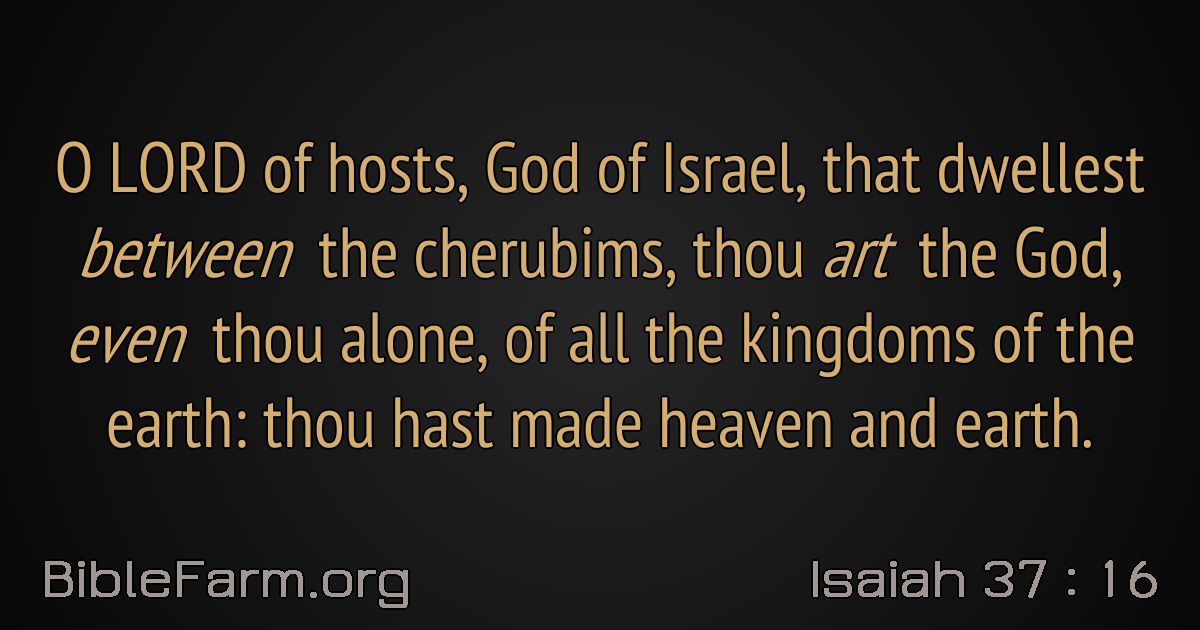 O LORD of hosts, God of Israel, that dwellest
between the cherubims, thou art the God,
even thou alone, of all the kingdoms of the
earth: thou hast made heaven and earth.
BibleFarm.org
Isaiah 37 : 16